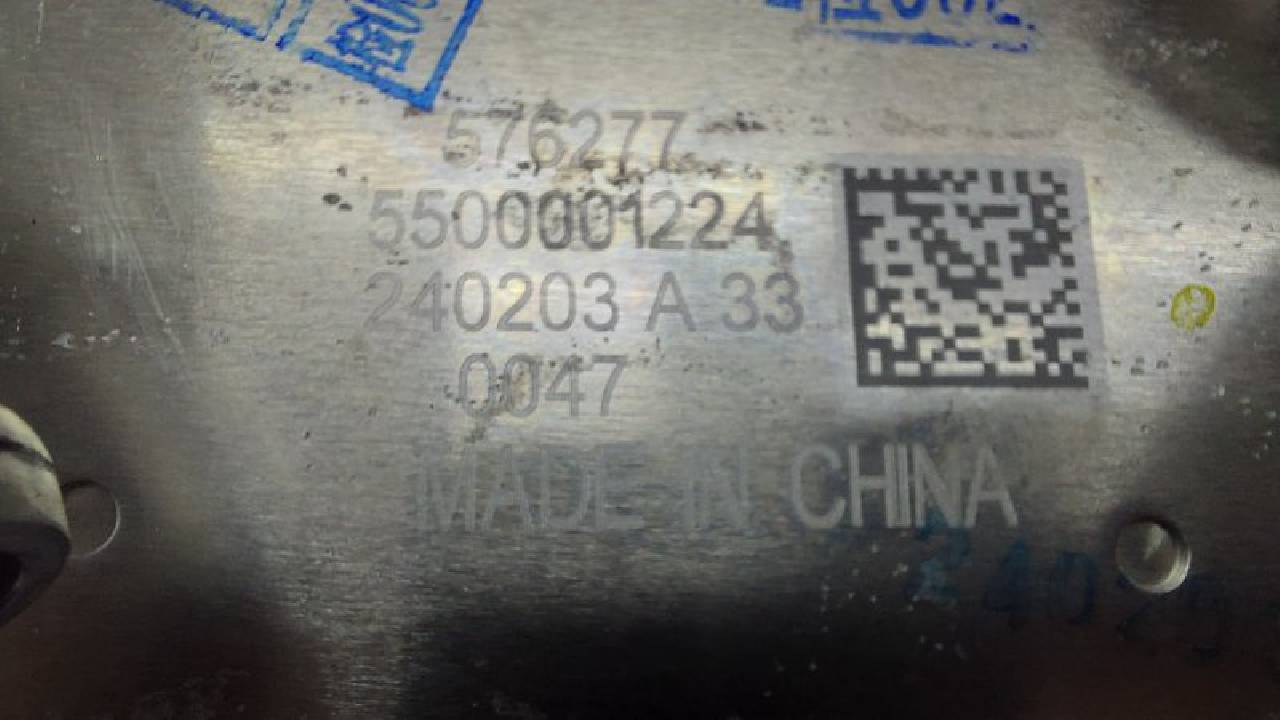 576277
5500001224
240203 A 33
0047
MADE IN CHINA